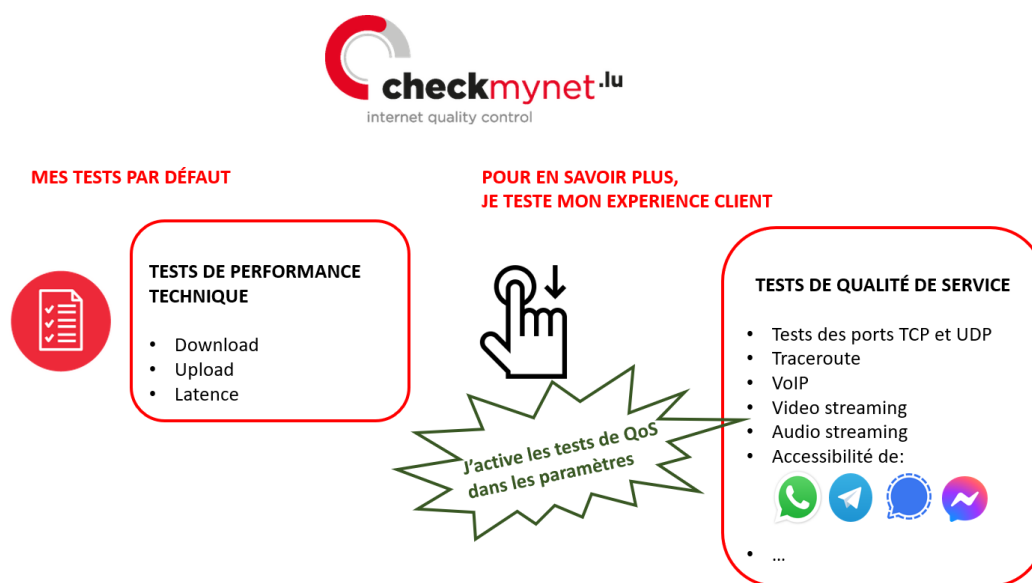 checkmynet.lu
internet quality control
MES TESTS PAR DÉFAUT
TESTS DE PERFORMANCE
TECHNIQUE
• Download
• Upload
• Latence
POUR EN SAVOIR PLUS,
JE TESTE MON EXPERIENCE CLIENT
J'active les tests de QoS
dans les paramètres
TESTS DE QUALITÉ DE SERVICE
• Tests des ports TCP et UDP
• Traceroute
• VoIP
• Video streaming
• Audio streaming
• Accessibilité de:
• ...